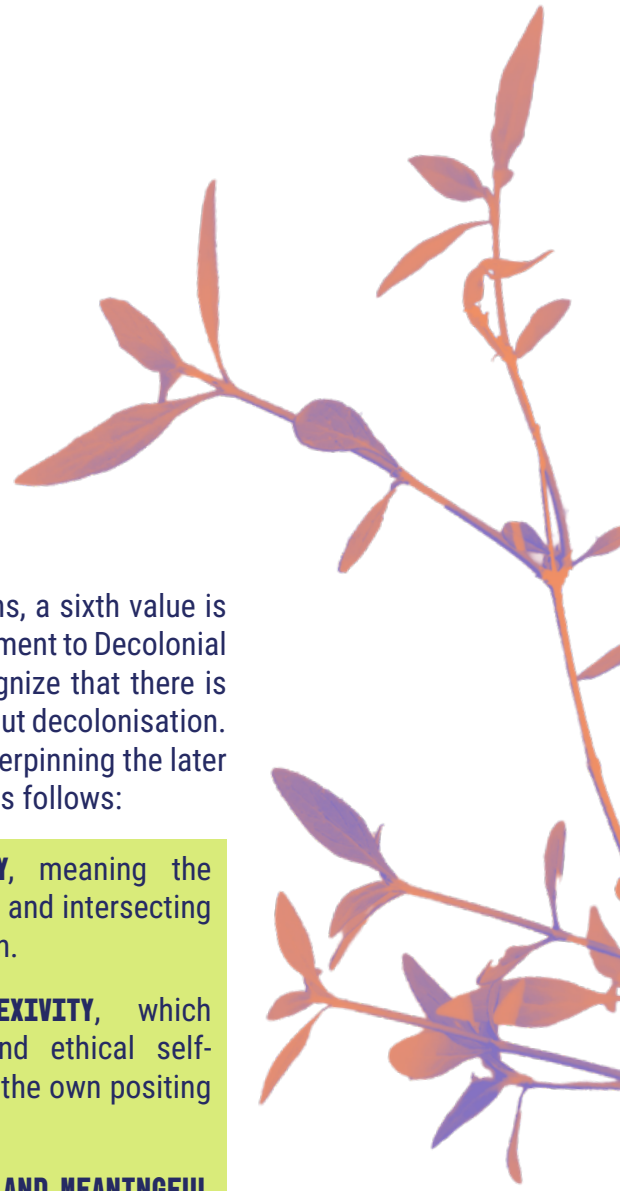 ns, a sixth value is
ment to Decolonial
gnize that there is
ut decolonisation.
erpinning the later
s follows:
Y, meaning the
and intersecting
n.
EXIVITY, which
nd ethical self-
the own positing
AND MEANINGFUL